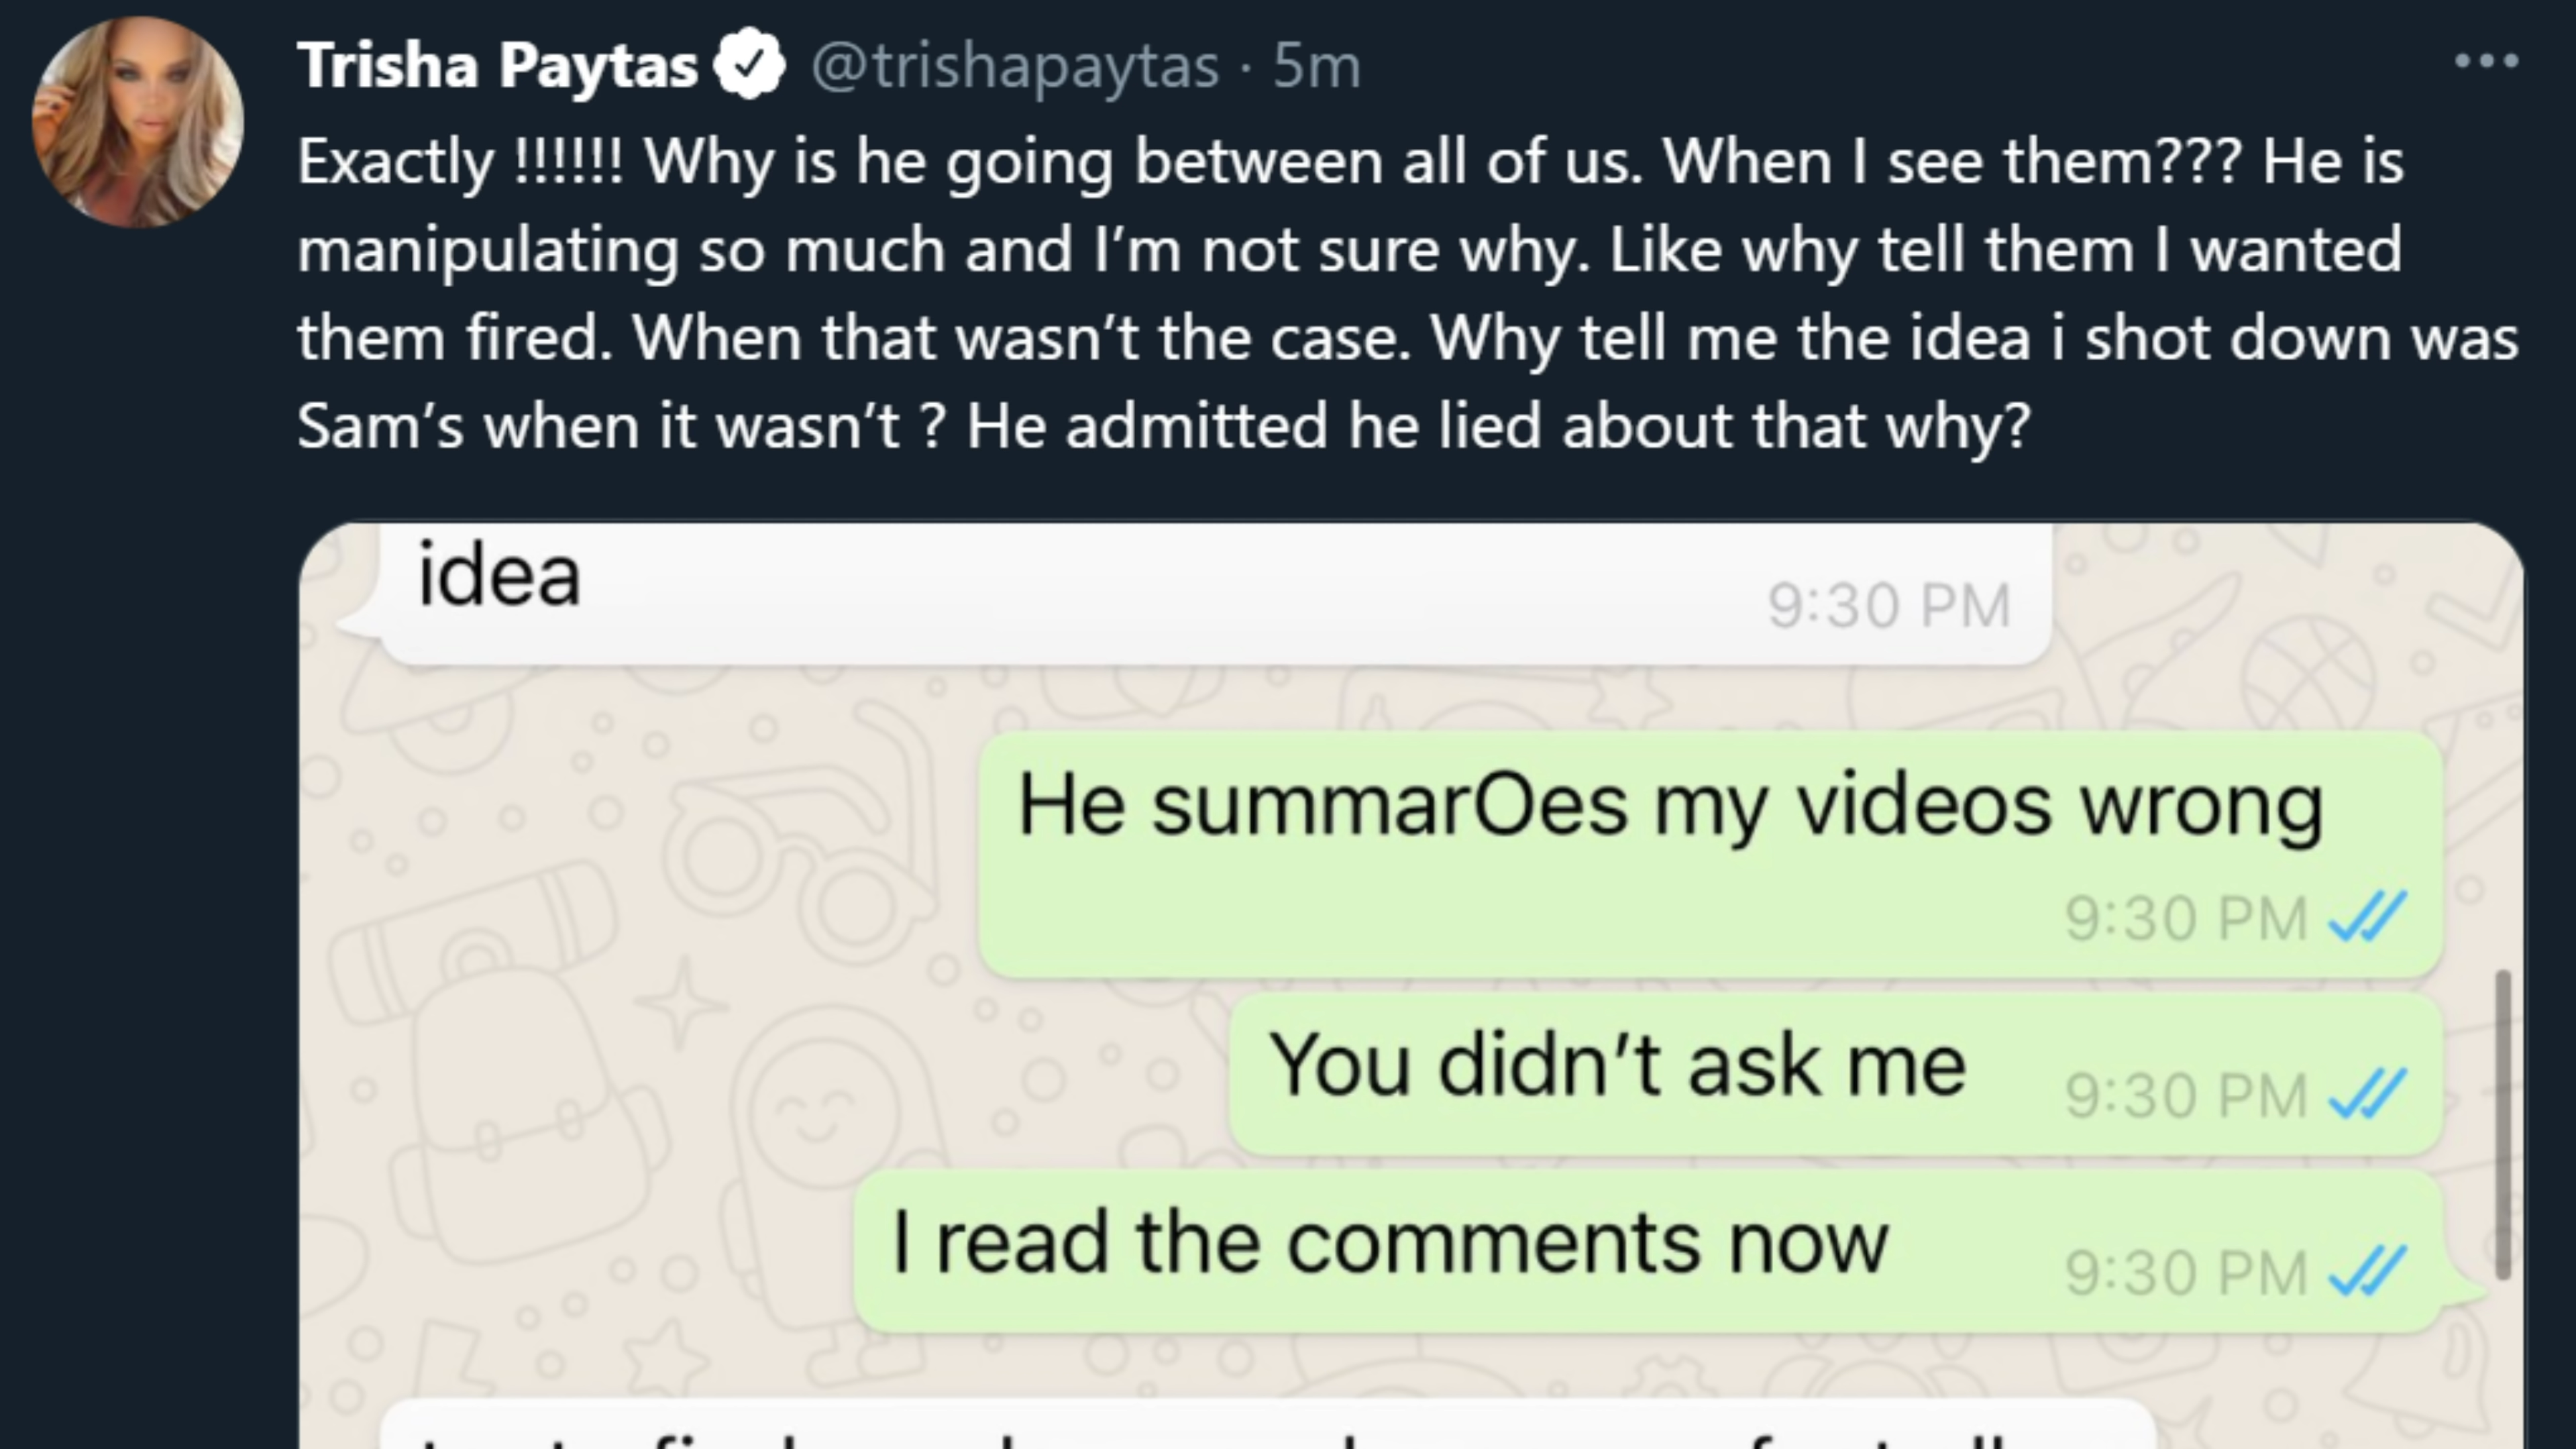 Trisha Paytas @trishapaytas · 5m
Exactly !!!!!! Why is he going between all of us. When I see them??? He is
manipulating so much and I’m not sure why. Like why tell them I wanted
them fired. When that wasn’t the case. Why tell me the idea i shot down was
Sam’s when it wasn’t ? He admitted he lied about that why?
idea
9:30 PM
He summarOes my videos wrong
9:30 PM
You didn’t ask me 9:30 PM
I read the comments now 9:30 PM